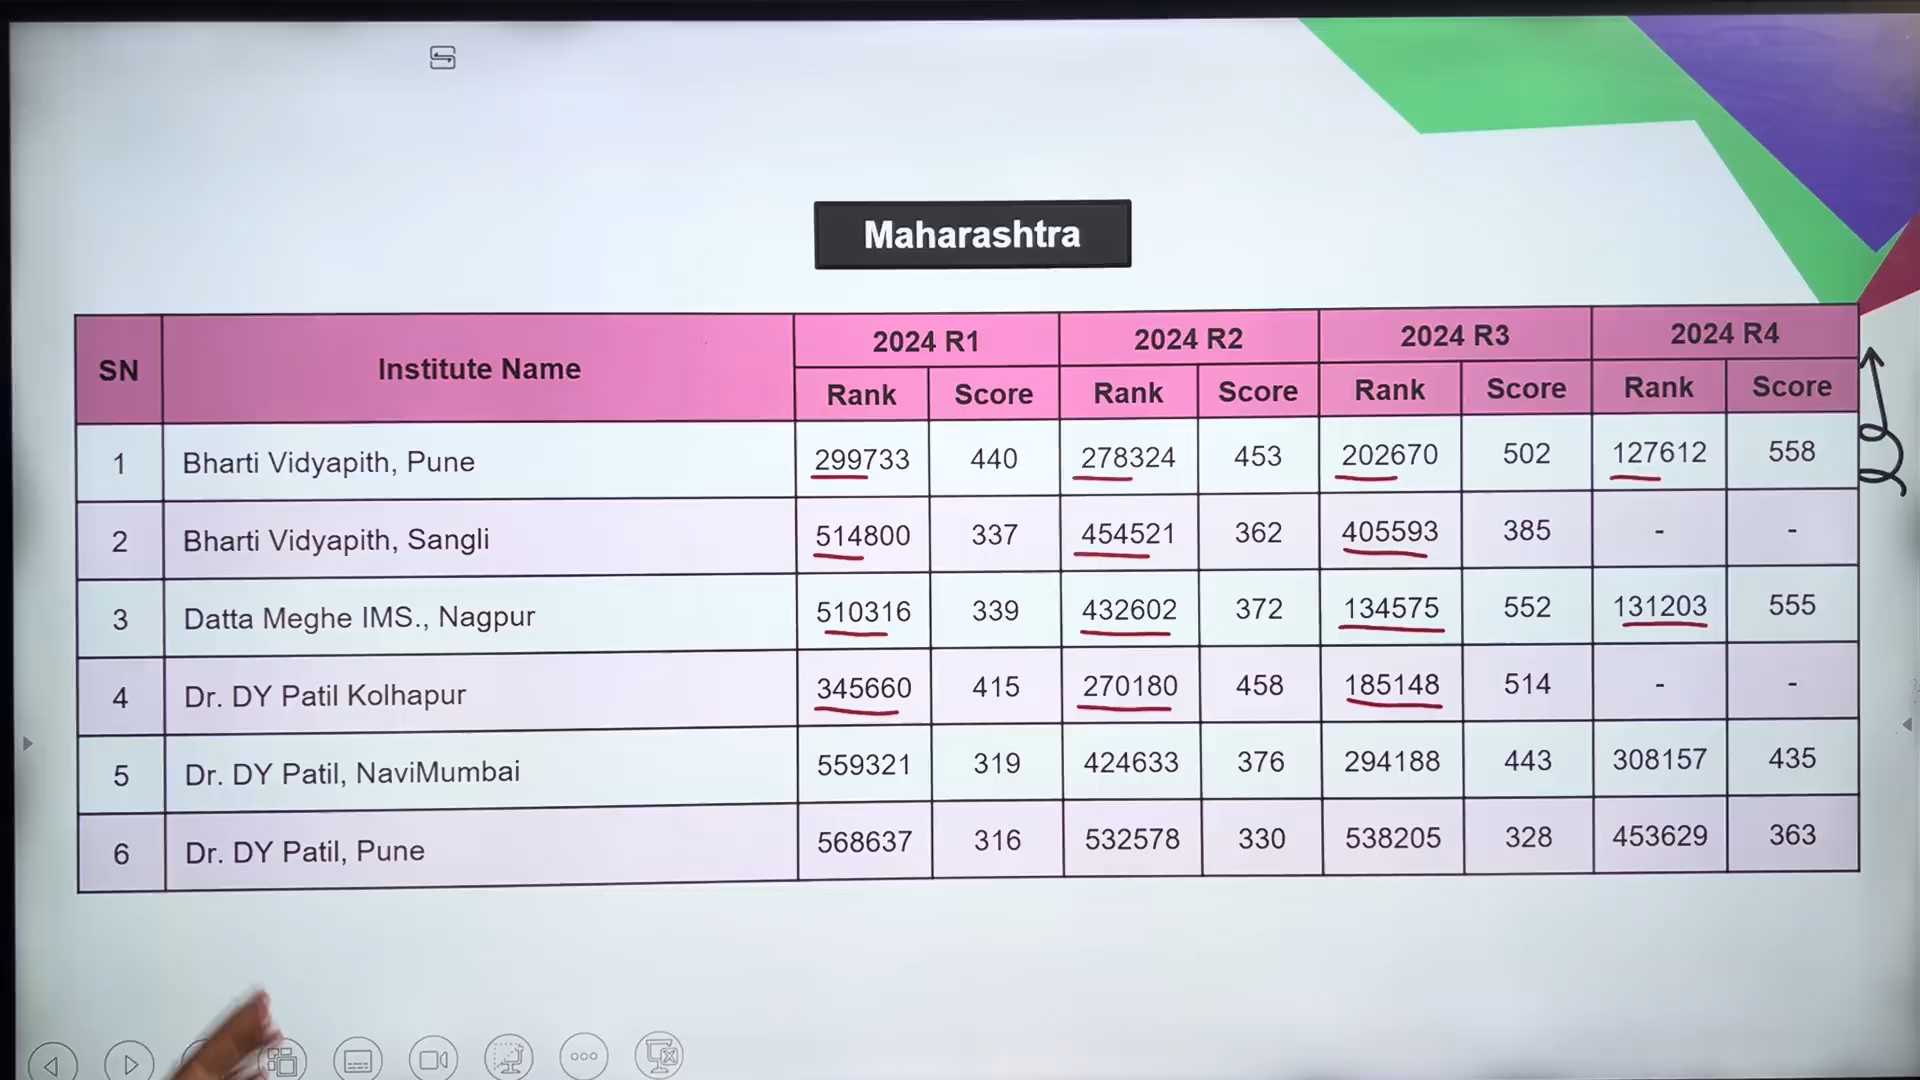 Maharashtra
SN Institute Name 2024 R1 2024 R2 2024 R3 2024 R4
Rank Score Rank Score Rank Score Rank Score
1 Bharti Vidyapith, Pune 299733 440 278324 453 202670 502 127612 558
2 Bharti Vidyapith, Sangli 514800 337 454521 362 405593 385 - -
3 Datta Meghe IMS., Nagpur 510316 339 432602 372 134575 552 131203 555
4 Dr. DY Patil Kolhapur 345660 415 270180 458 185148 514 - -
5 Dr. DY Patil, NaviMumbai 559321 319 424633 376 294188 443 308157 435
6 Dr. DY Patil, Pune 568637 316 532578 330 538205 328 453629 363